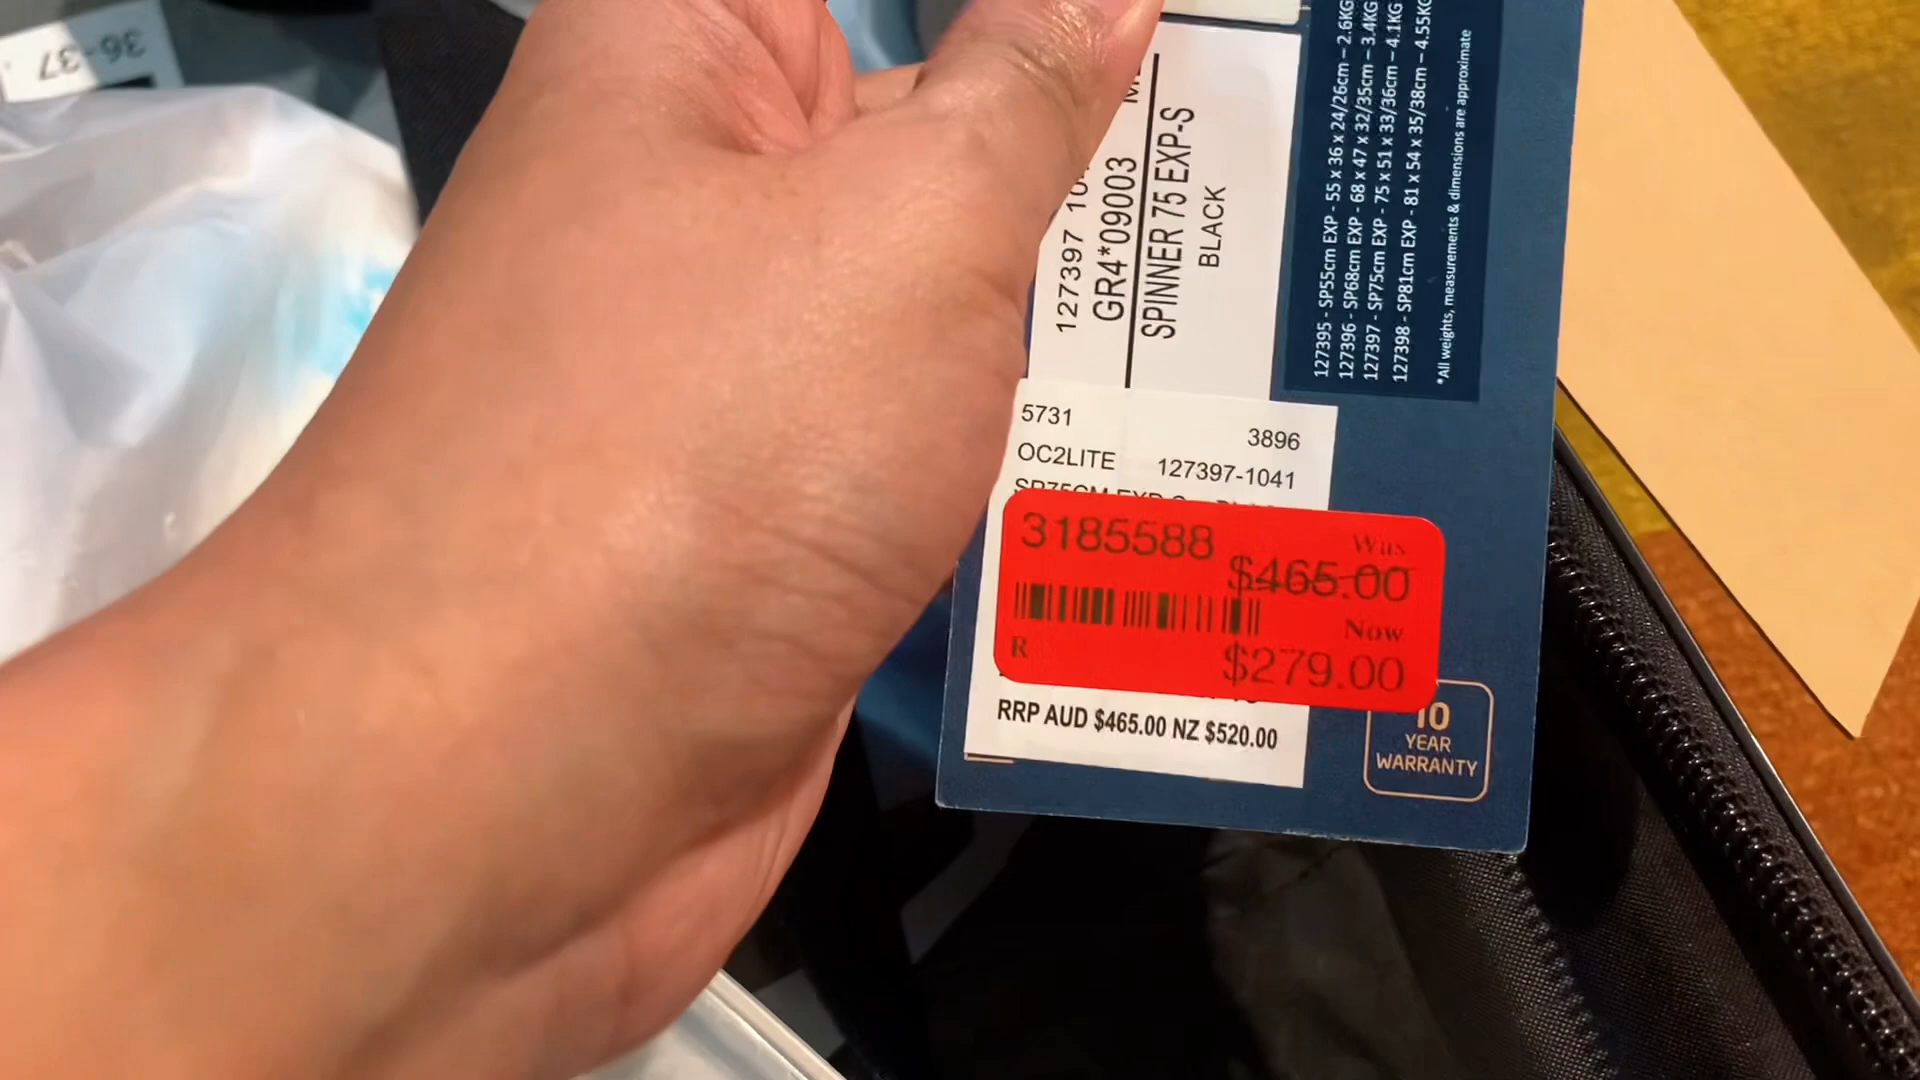 36-37
127397
GR4*09003
SPINNER 75 EXP-S
BLACK
127395 - SP55cm EXP - 55 x 36 x 24/26cm – 2.6KG
127396 - SP68cm EXP - 68 x 47 x 32/35cm – 3.4KG
127397 - SP75cm EXP - 75 x 51 x 33/36cm – 4.1KG
127398 - SP81cm EXP - 81 x 54 x 35/38cm – 4.55KG
*All weights, measurements & dimensions are approximate
5731 3896
OC2LITE 127397-1041
3185588 Was
$465.00
Now
R $279.00
RRP AUD $465.00 NZ $520.00
10
YEAR
WARRANTY